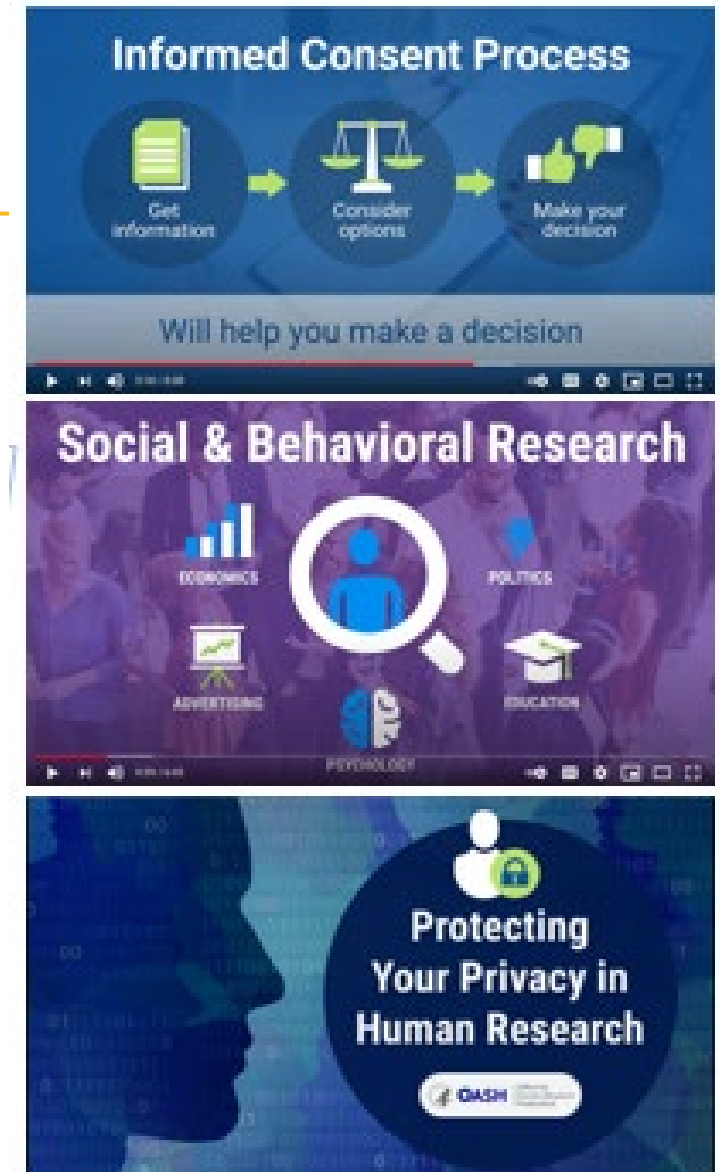 Informed Consent Process
Get
information
Consider
options
Make your
decision
Will help you make a decision
Social & Behavioral Research
ECONOMICS
POLITICS
ADVERTISING
EDUCATION
PSYCHOLOGY
Protecting
Your Privacy in
Human Research
OASH